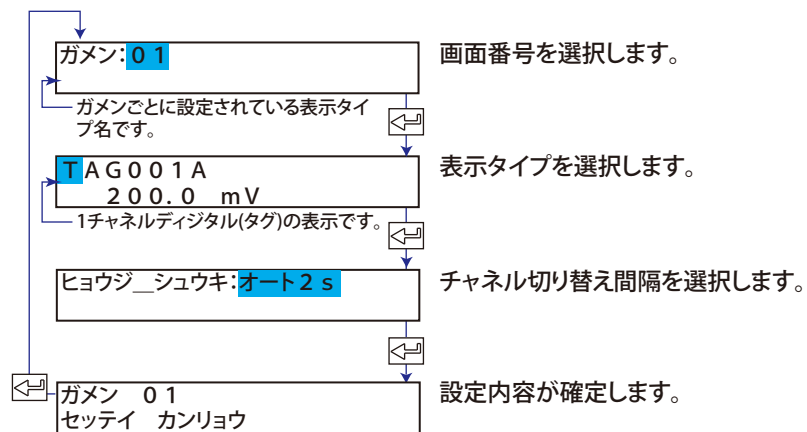 ガメン：０１
画面番号を選択します。
ガメンごとに設定されている表示タイ
プ名です。
ＴＡＧ００１Ａ
２００.０ ｍＶ
表示タイプを選択します。
1チャネルディジタル(タグ)の表示です。
ヒョウジ＿シュウキ：オート２ｓ
チャネル切り替え間隔を選択します。
ガメン ０１
セッテイ カンリョウ
設定内容が確定します。